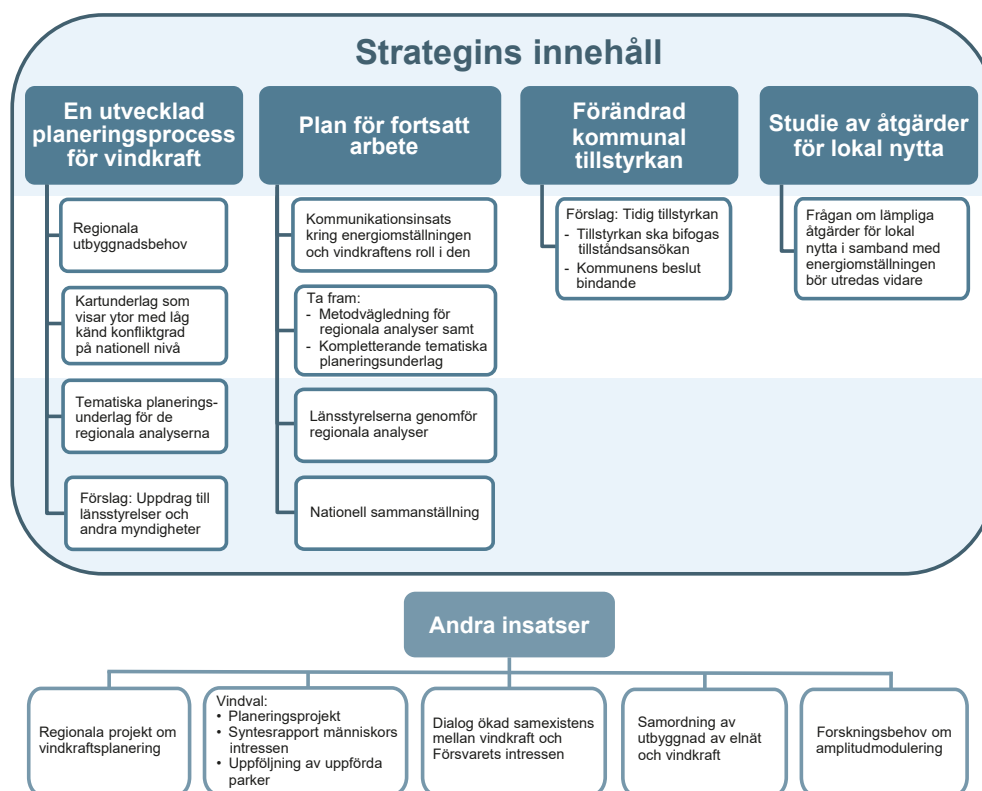 Strategins innehåll
En utvecklad
planeringsprocess
för vindkraft
Regionala
utbyggnadsbehov
Kartunderlag som
visar ytor med låg
känd konfliktgrad
på nationell nivå
Tematiska planerings-
underlag för de
regionala analyserna
Förslag: Uppdrag till
länsstyrelser och
andra myndigheter
Plan för fortsatt
arbete
Kommunikationsinsats
kring energiomställningen
och vindkraftens roll i den
Ta fram:
- Metodvägledning för
regionala analyser samt
- Kompletterande tematiska
planeringsunderlag
Länsstyrelserna genomför
regionala analyser
Nationell sammanställning
Förändrad
kommunal
tillstyrkan
Förslag: Tidig tillstyrkan
- Tillstyrkan ska bifogas
tillståndsansökan
- Kommunens beslut
bindande
Studie av åtgärder
för lokal nytta
Frågan om lämpliga
åtgärder för lokal
nytta i samband med
energiomställningen
bör utredas vidare
Andra insatser
Regionala projekt om
vindkraftsplanering
Vindval:
• Planeringsprojekt
• Syntesrapport människors
intressen
• Uppföljning av uppförda
parker
Dialog ökad samexistens
mellan vindkraft och
Försvarets intressen
Samordning av
utbyggnad av elnät
och vindkraft
Forskningsbehov om
amplitudmodulering